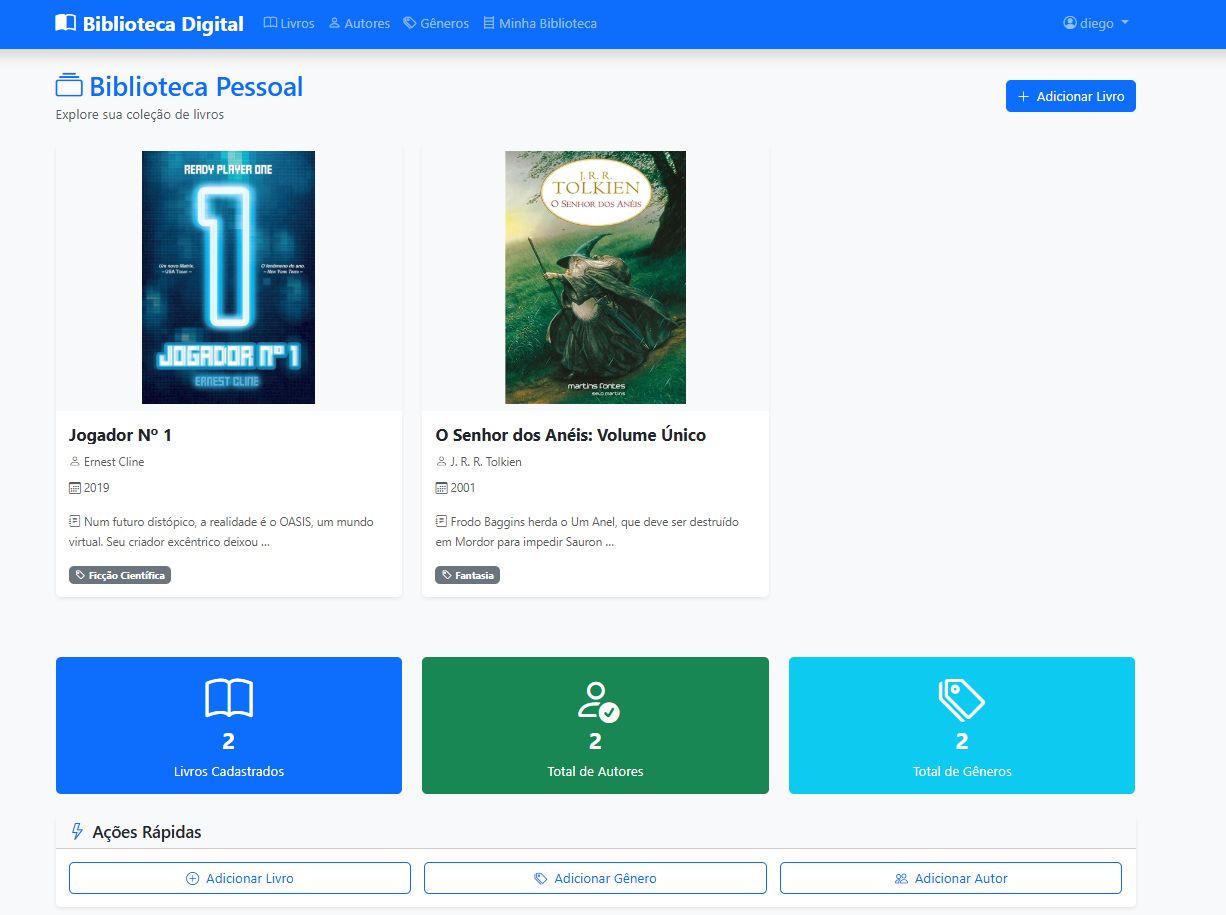 Biblioteca Digital Livros Autores Gêneros Minha Biblioteca diego
Biblioteca Pessoal
Explore sua coleção de livros
Adicionar Livro
READY PLAYER ONE
1
Um novo Matrix.
—USA Today—
O fenômeno do ano.
—New York Times—
JOGADOR Nº 1
ERNEST CLINE
J.R.R.
TOLKIEN
O SENHOR DOS ANÉIS
martins fontes
selo martins
Jogador Nº 1
Ernest Cline
2019
Num futuro distópico, a realidade é o OASIS, um mundo
virtual. Seu criador excêntrico deixou ...
Ficção Científica
O Senhor dos Anéis: Volume Único
J. R. R. Tolkien
2001
Frodo Baggins herda o Um Anel, que deve ser destruído
em Mordor para impedir Sauron ...
Fantasia
2
Livros Cadastrados
2
Total de Autores
2
Total de Gêneros
Ações Rápidas
Adicionar Livro
Adicionar Gênero
Adicionar Autor